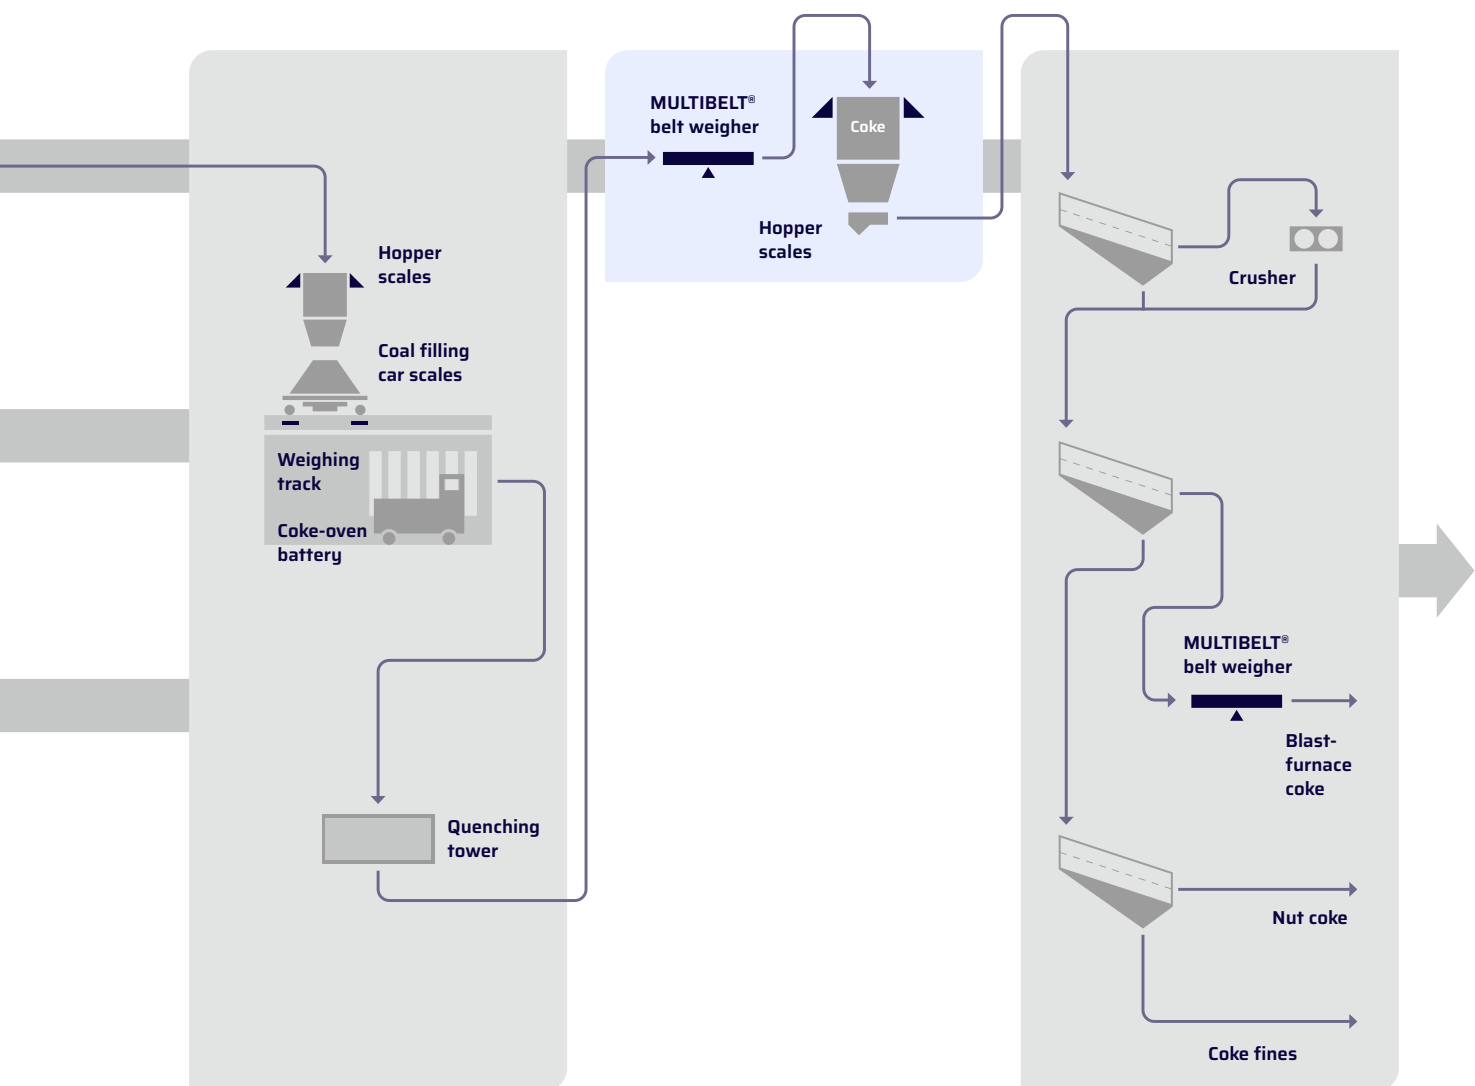 Hopper
scales
Coal filling
car scales
Weighing
track
Coke-oven
battery
Quenching
tower
MULTIBELT®
belt weigher
Coke
Hopper
scales
Crusher
MULTIBELT®
belt weigher
Blast-
furnace
coke
Nut coke
Coke fines